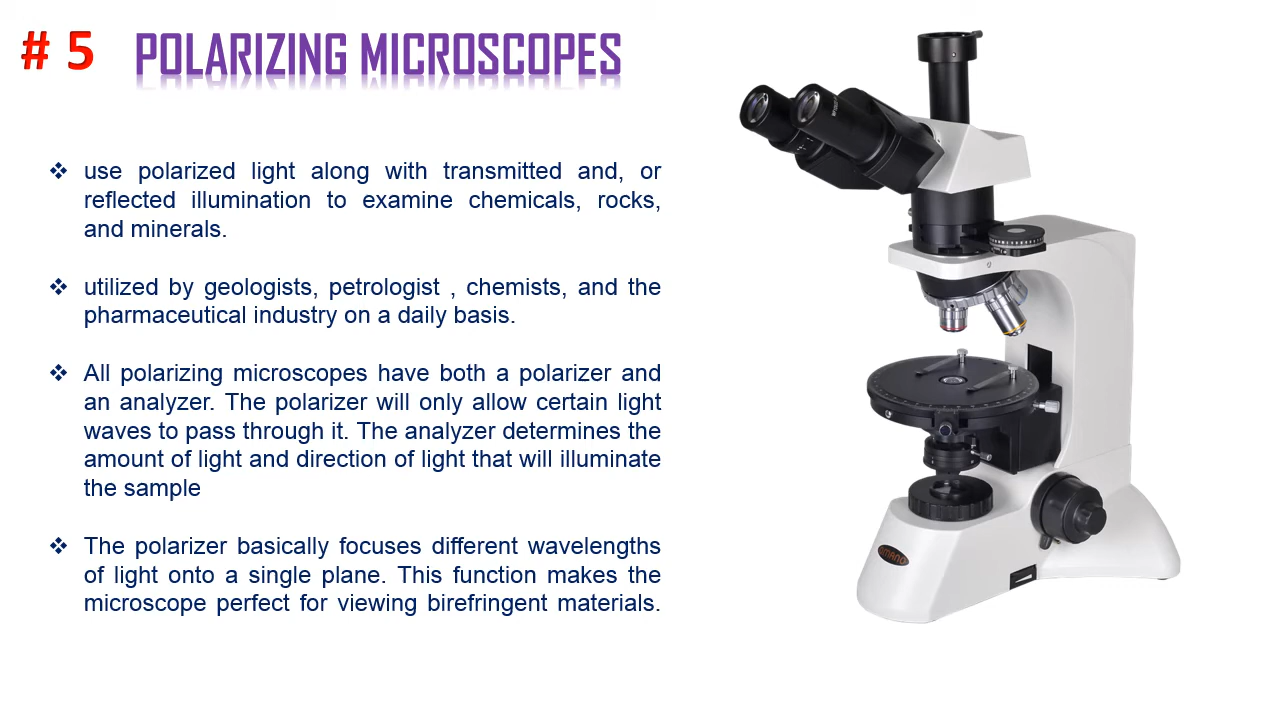 # 5 POLARIZING MICROSCOPES
❖ use polarized light along with transmitted and, or
reflected illumination to examine chemicals, rocks,
and minerals.
❖ utilized by geologists, petrologist , chemists, and the
pharmaceutical industry on a daily basis.
❖ All polarizing microscopes have both a polarizer and
an analyzer. The polarizer will only allow certain light
waves to pass through it. The analyzer determines the
amount of light and direction of light that will illuminate
the sample
❖ The polarizer basically focuses different wavelengths
of light onto a single plane. This function makes the
microscope perfect for viewing birefringent materials.